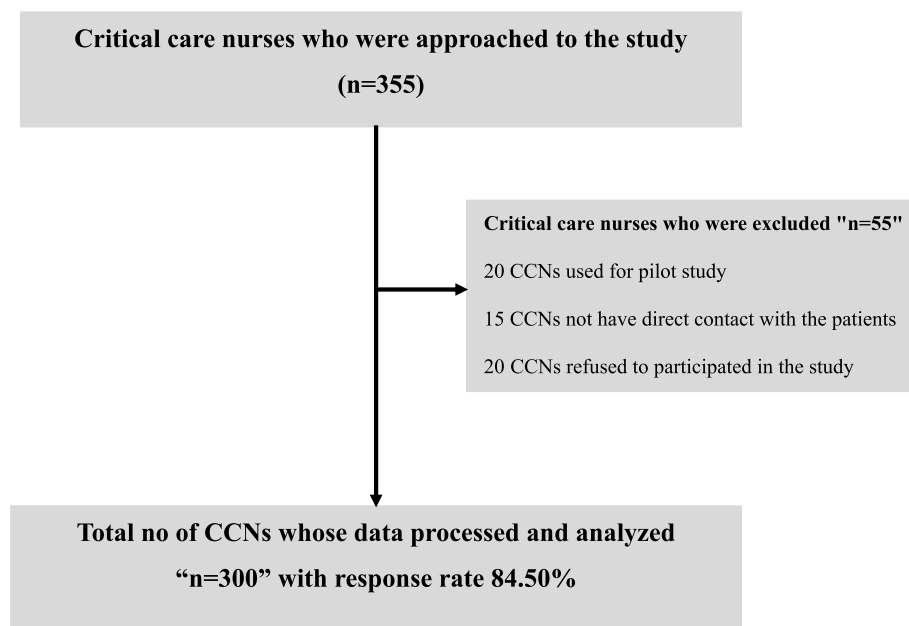 Critical care nurses who were approached to the study
(n=355)
Critical care nurses who were excluded "n=55"
20 CCNs used for pilot study
15 CCNs not have direct contact with the patients
20 CCNs refused to participated in the study
Total no of CCNs whose data processed and analyzed
“n=300” with response rate 84.50%